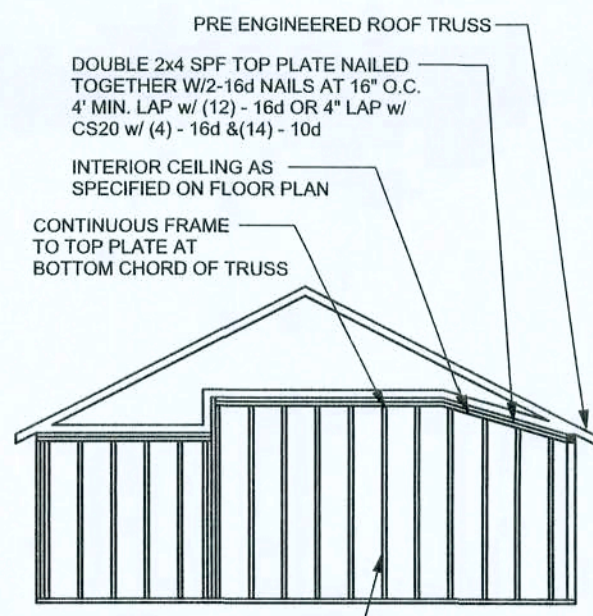 PRE ENGINEERED ROOF TRUSS
DOUBLE 2x4 SPF TOP PLATE NAILED
TOGETHER W/2-16d NAILS AT 16" O.C.
4' MIN. LAP w/ (12) - 16d OR 4" LAP w/
CS20 w/ (4) - 16d &(14) - 10d
INTERIOR CEILING AS
SPECIFIED ON FLOOR PLAN
CONTINUOUS FRAME
TO TOP PLATE AT
BOTTOM CHORD OF TRUSS